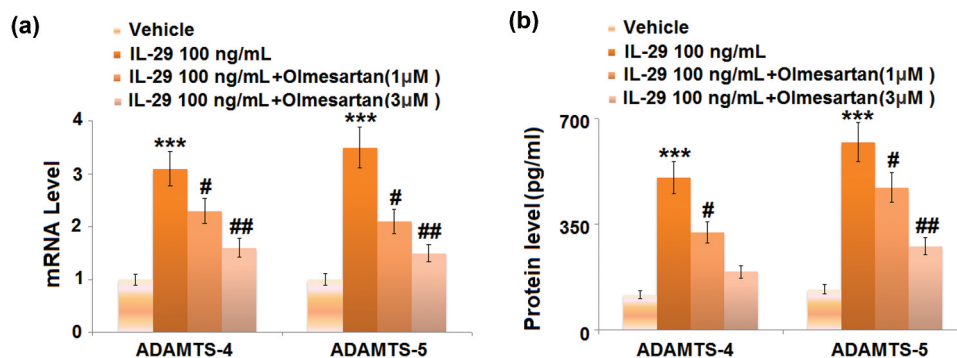 (a)
Vehicle
IL-29 100 ng/mL
IL-29 100 ng/mL+Olmesartan(1μM )
IL-29 100 ng/mL+Olmesartan(3μM )
mRNA Level
4
3
2
1
0
***
#
##
***
#
##
ADAMTS-4 ADAMTS-5
(b)
Vehicle
IL-29 100 ng/mL
IL-29 100 ng/mL+Olmesartan(1μM )
IL-29 100 ng/mL+Olmesartan(3μM )
Protein level(pg/ml)
700
350
0
***
#
***
#
##
ADAMTS-4 ADAMTS-5